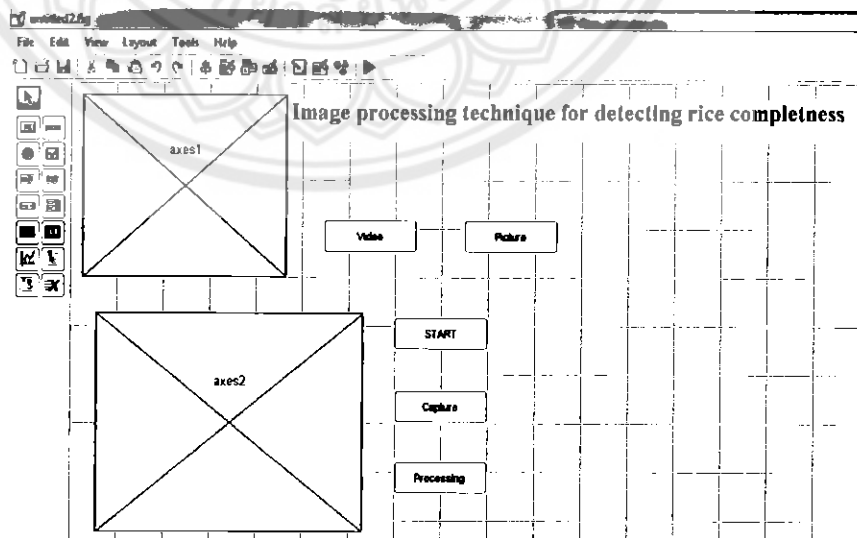 untitled2.fig
File Edit View Layout Tools Help
Image processing technique for detecting rice completness
axes1
Video Picture
START
axes2
Capture
Processing